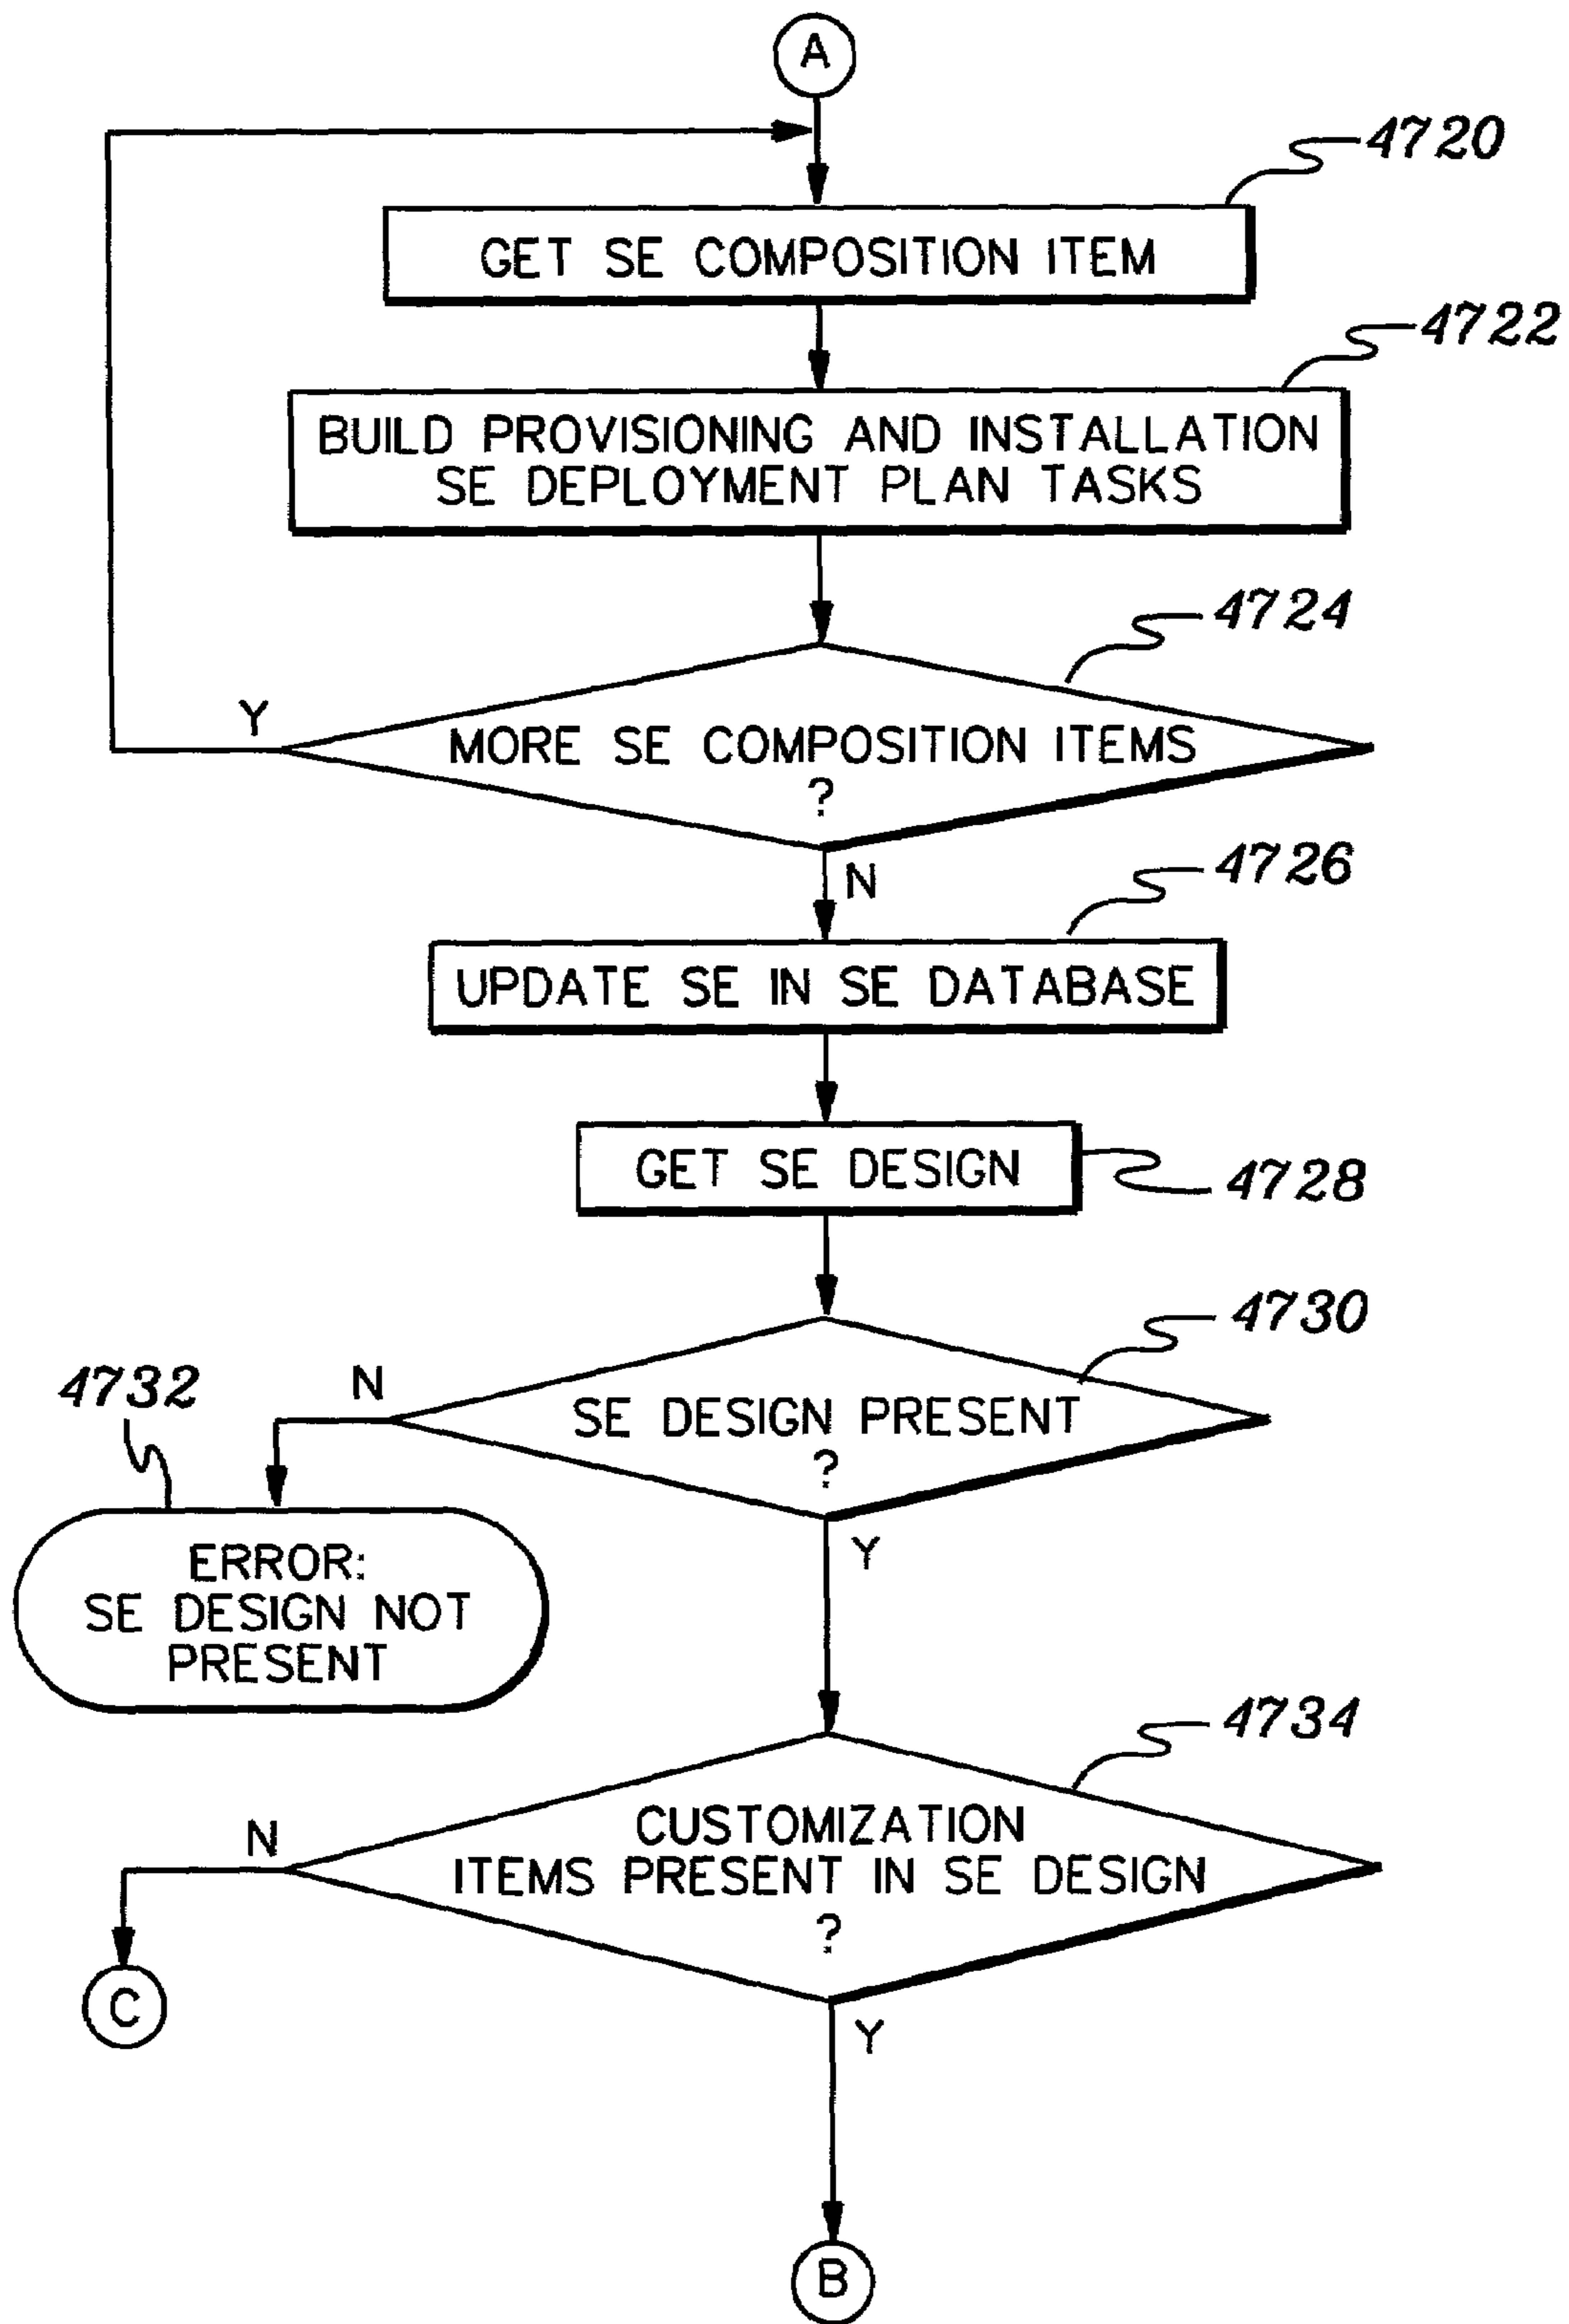 A
4720
GET SE COMPOSITION ITEM
4722
BUILD PROVISIONING AND INSTALLATION
SE DEPLOYMENT PLAN TASKS
4724
Y
MORE SE COMPOSITION ITEMS
?
N
4726
UPDATE SE IN SE DATABASE
GET SE DESIGN
4728
4730
4732
N
SE DESIGN PRESENT
?
Y
ERROR:
SE DESIGN NOT
PRESENT
4734
N
CUSTOMIZATION
ITEMS PRESENT IN SE DESIGN
?
C
Y
B